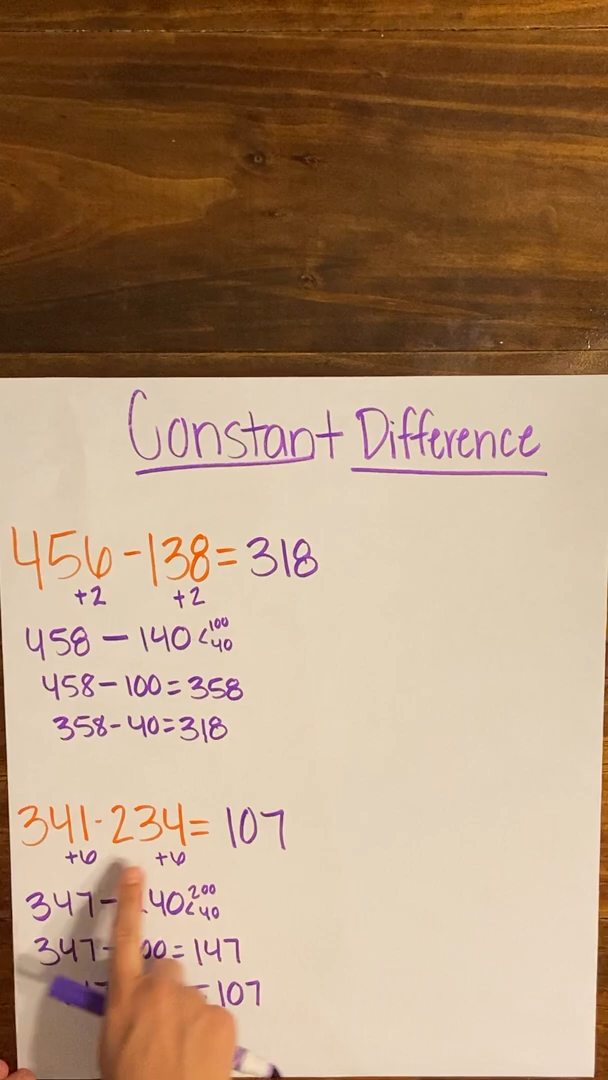 Constant Difference
456-138=318
+2 +2
458 - 140 < 100 40
458-100=358
358-40=318
341-234= 107
+6 +6
347- 40 < 200 40
347- 00=147
=107